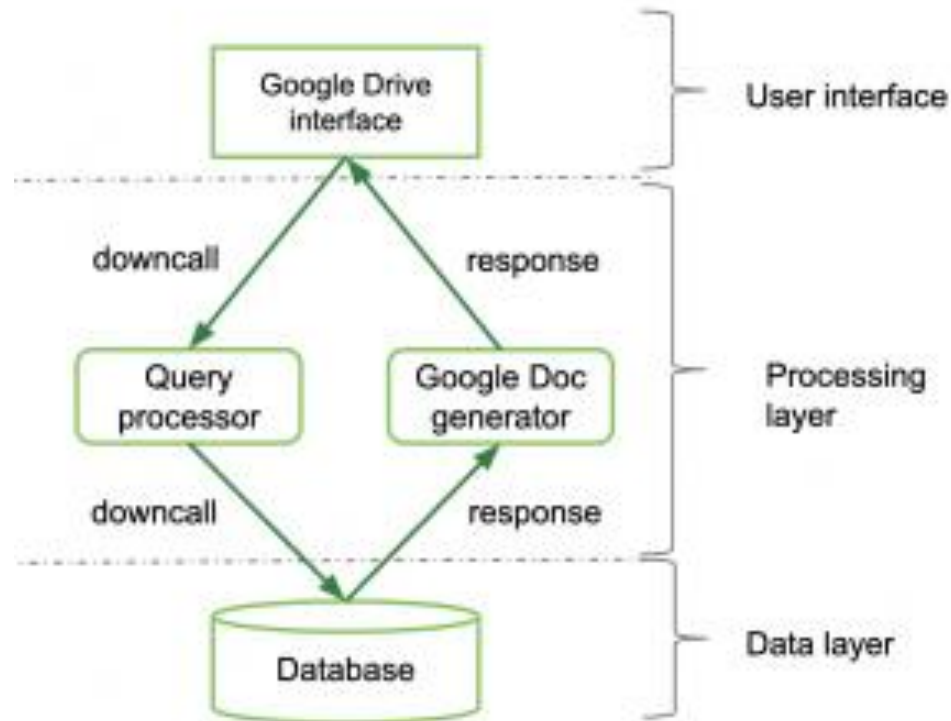 Google Drive
interface
User interface
downcall
response
Query
processor
Google Doc
generator
Processing
layer
downcall
response
Database
Data layer